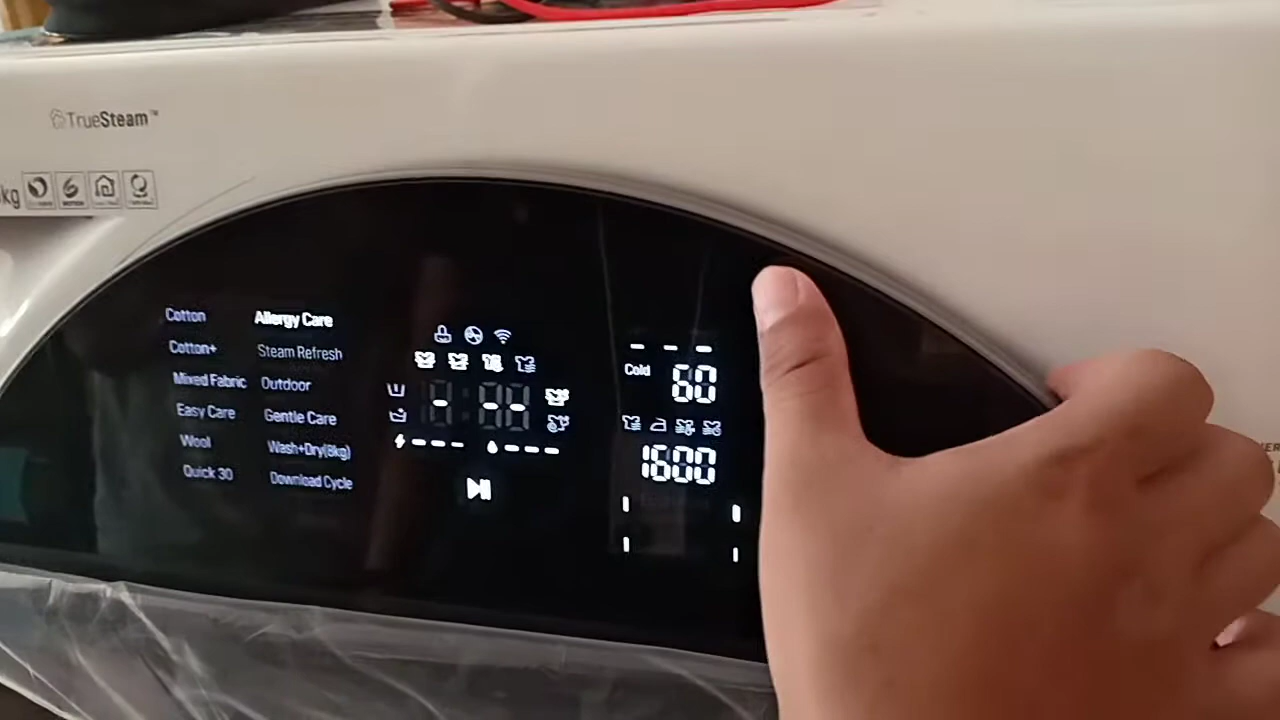 TrueSteam™
kg
Cotton
Allergy Care
Cotton+
Steam Refresh
Mixed Fabric
Outdoor
Easy Care
Gentle Care
Wool
Wash+Dry(8kg)
Quick 30
Download Cycle
- - -
Cold
60
- --
1600